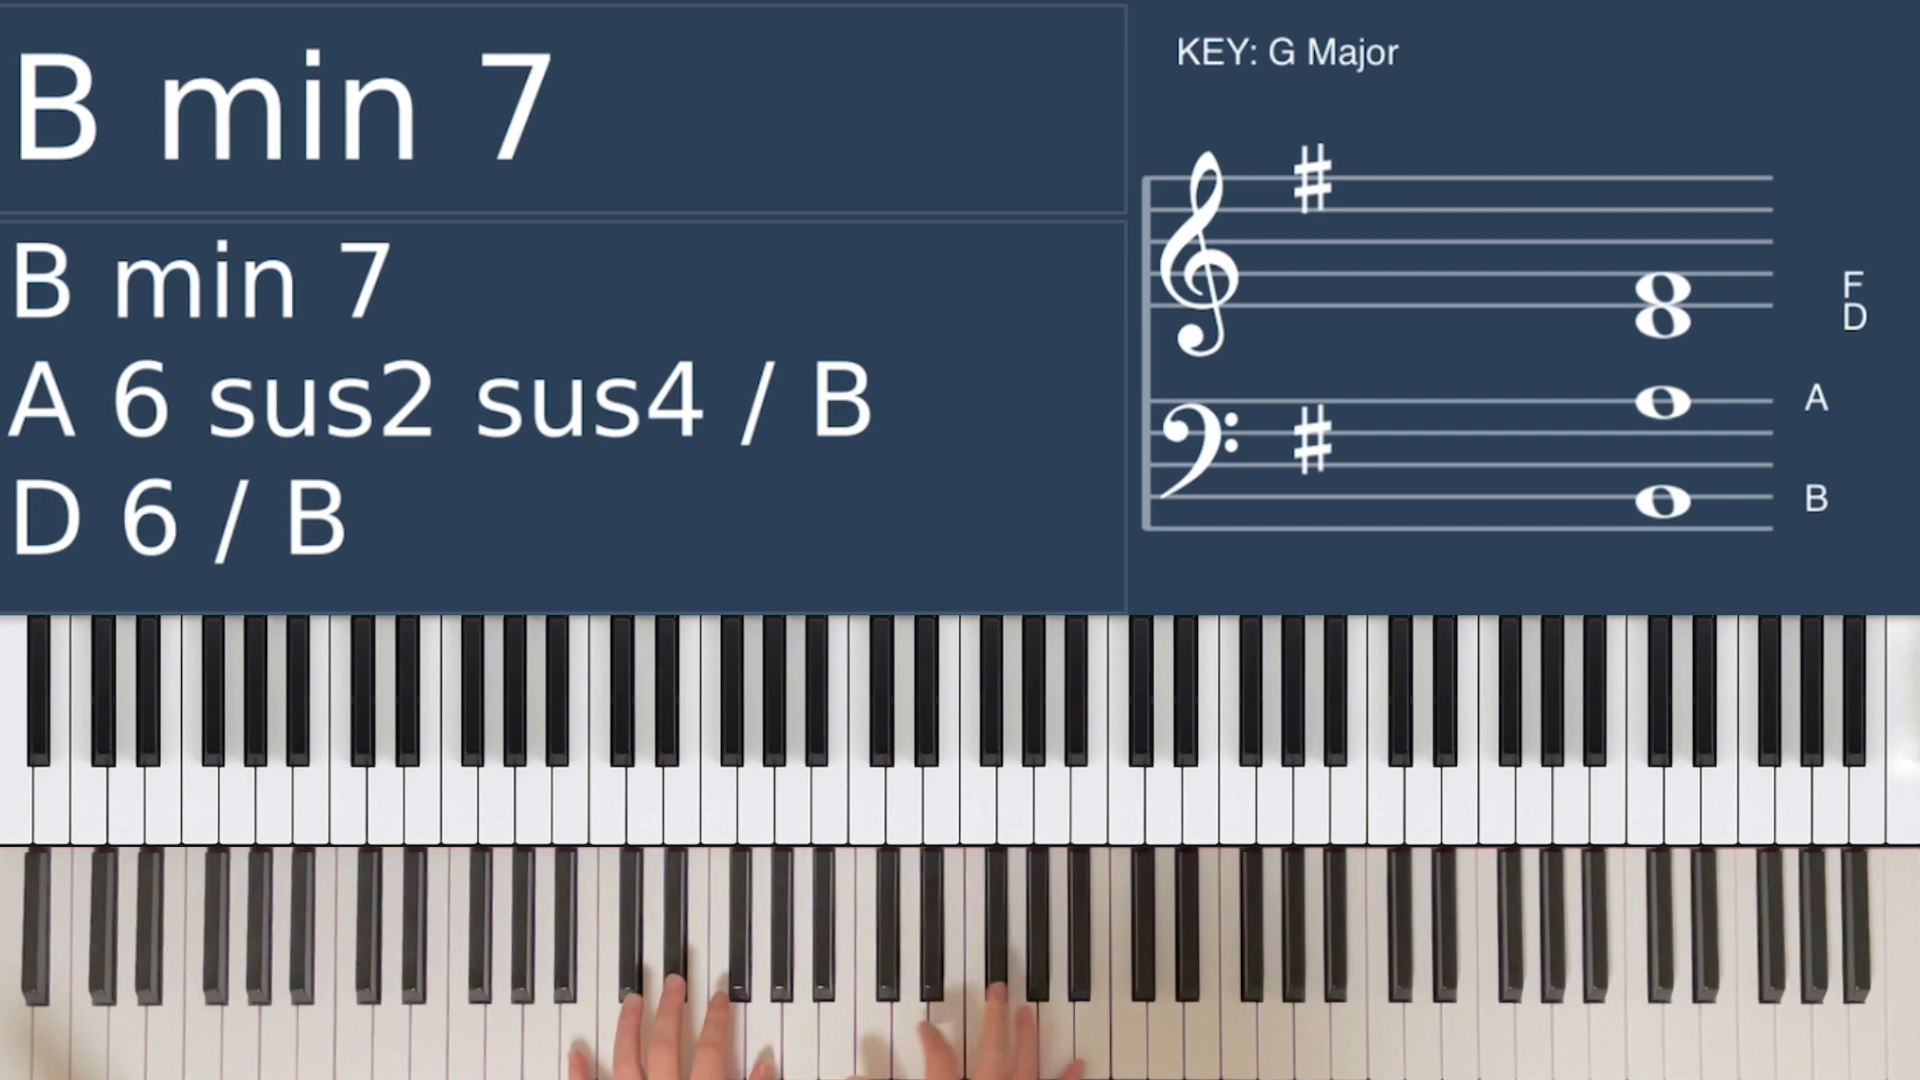 B min 7
B min 7
A 6 sus2 sus4 / B
D 6 / B
KEY: G Major
F
D
A
B